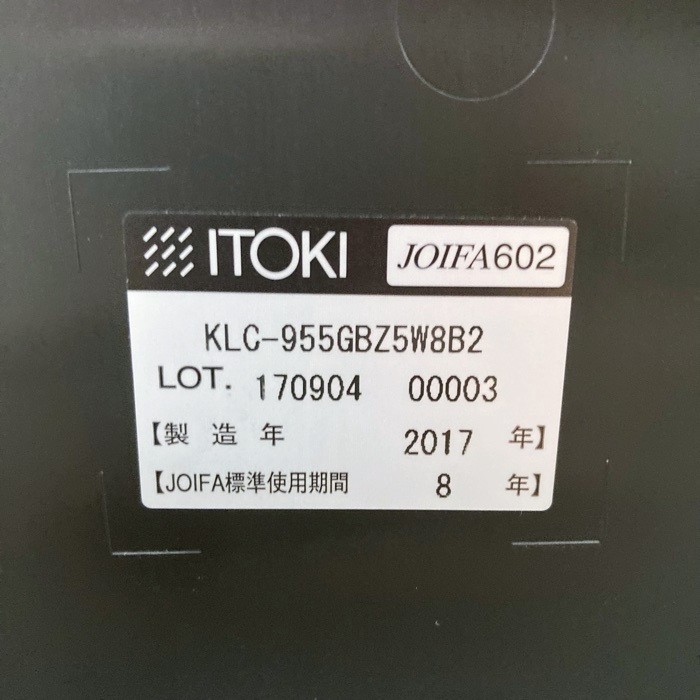 ITOKI JOIFA602
KLC-955GBZ5W8B2
LOT. 170904 00003
【製 造 年 2017 年】
【JOIFA標準使用期間 8 年】